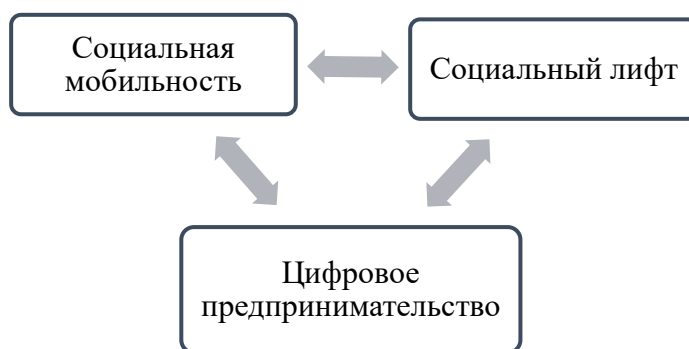 Социальная
мобильность
Социальный лифт
Цифровое
предпринимательство